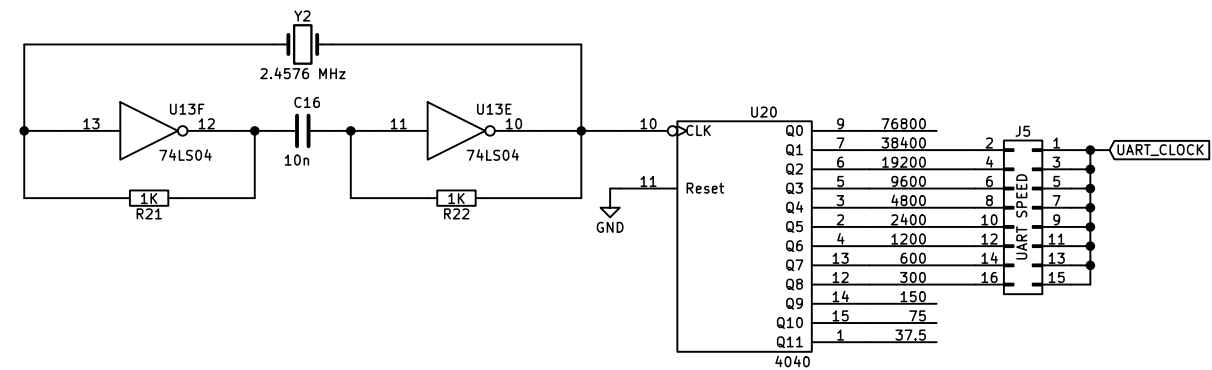 Y2
2.4576 MHz
U13F
13
12
74LS04
C16
10n
U13E
11
10
74LS04
1K
R21
1K
R22
U20
10
CLK
11
Reset
GND
Q0 9 76800
Q1 7 38400
Q2 6 19200
Q3 5 9600
Q4 3 4800
Q5 2 2400
Q6 4 1200
Q7 13 600
Q8 12 300
Q9 14 150
Q10 15 75
Q11 1 37.5
4040
J5
2 1
4 3
6 5
8 7
10 9
12 11
14 13
16 15
UART SPEED
UART_CLOCK